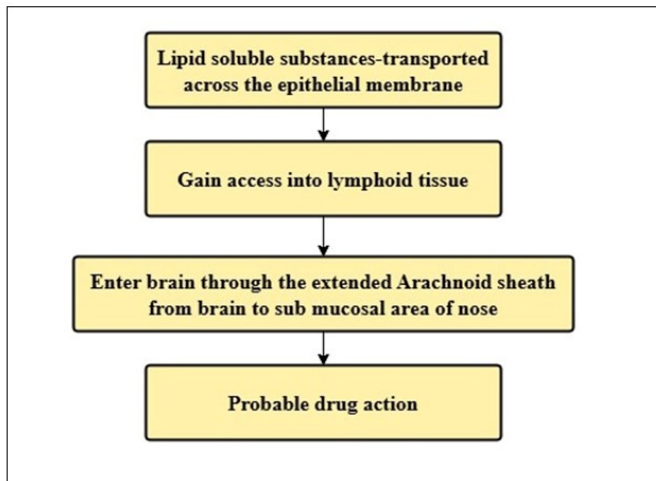 Lipid soluble substances-transported
across the epithelial membrane
Gain access into lymphoid tissue
Enter brain through the extended Arachnoid sheath
from brain to sub mucosal area of nose
Probable drug action